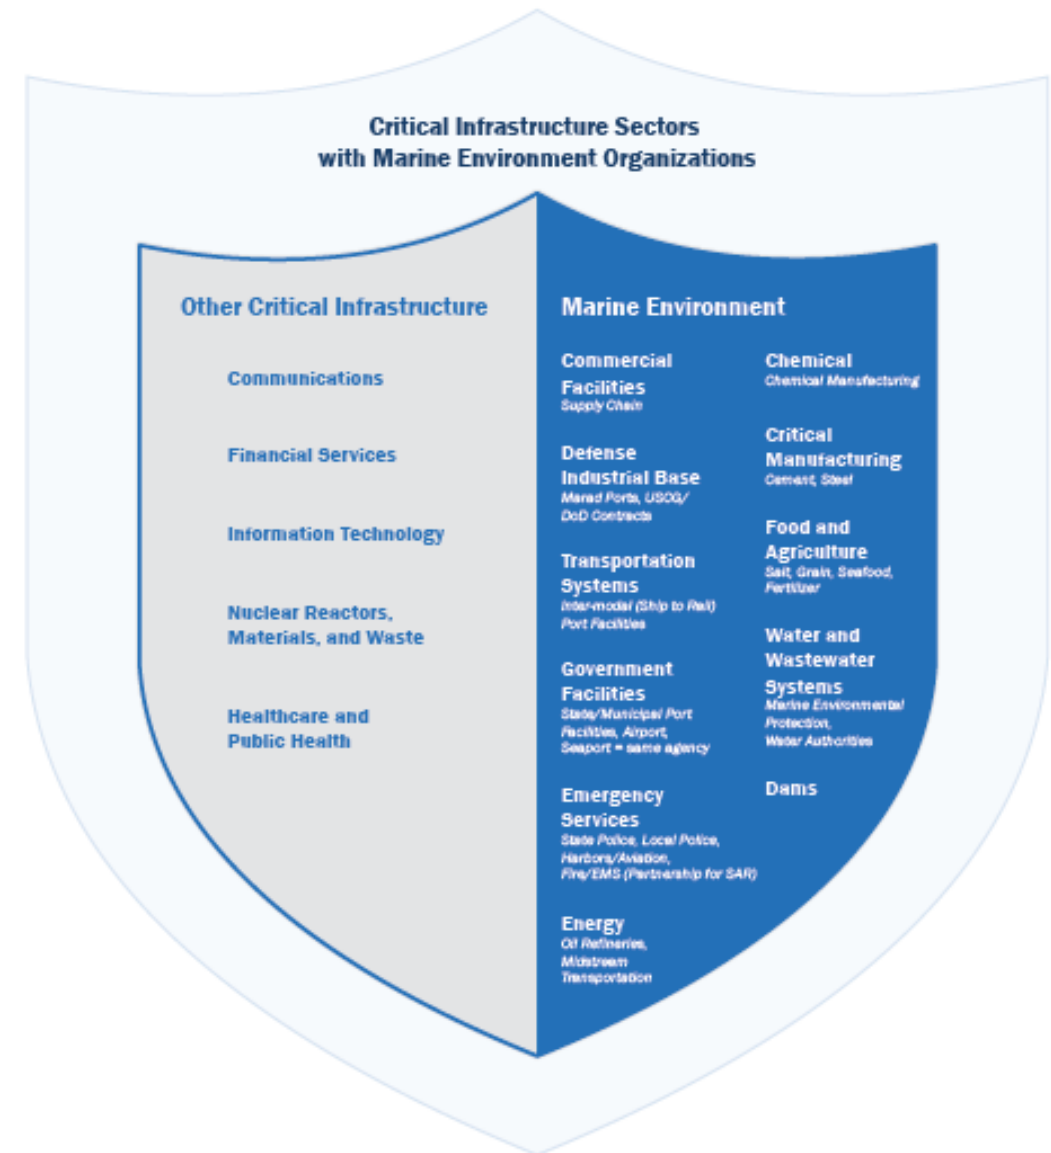 Critical Infrastructure Sectors
with Marine Environment Organizations
Other Critical Infrastructure
Communications
Financial Services
Information Technology
Nuclear Reactors,
Materials, and Waste
Healthcare and
Public Health
Marine Environment
Commercial
Facilities
Supply Chain
Defense
Industrial Base
Marad Ports, USCG/
DoD Contracts
Transportation
Systems
Inter-modal (Ship to Rail)
Port Facilities
Government
Facilities
State/Municipal Port
Facilities, Airport,
Seaport = same agency
Emergency
Services
State Police, Local Police,
Harbors/Aviation,
Fire/EMS (Partnership for SAR)
Energy
Oil Refineries,
Midstream
Transportation
Chemical
Chemical Manufacturing
Critical
Manufacturing
Cement, Steel
Food and
Agriculture
Salt, Grain, Seafood,
Fertilizer
Water and
Wastewater
Systems
Marine Environmental
Protection,
Water Authorities
Dams